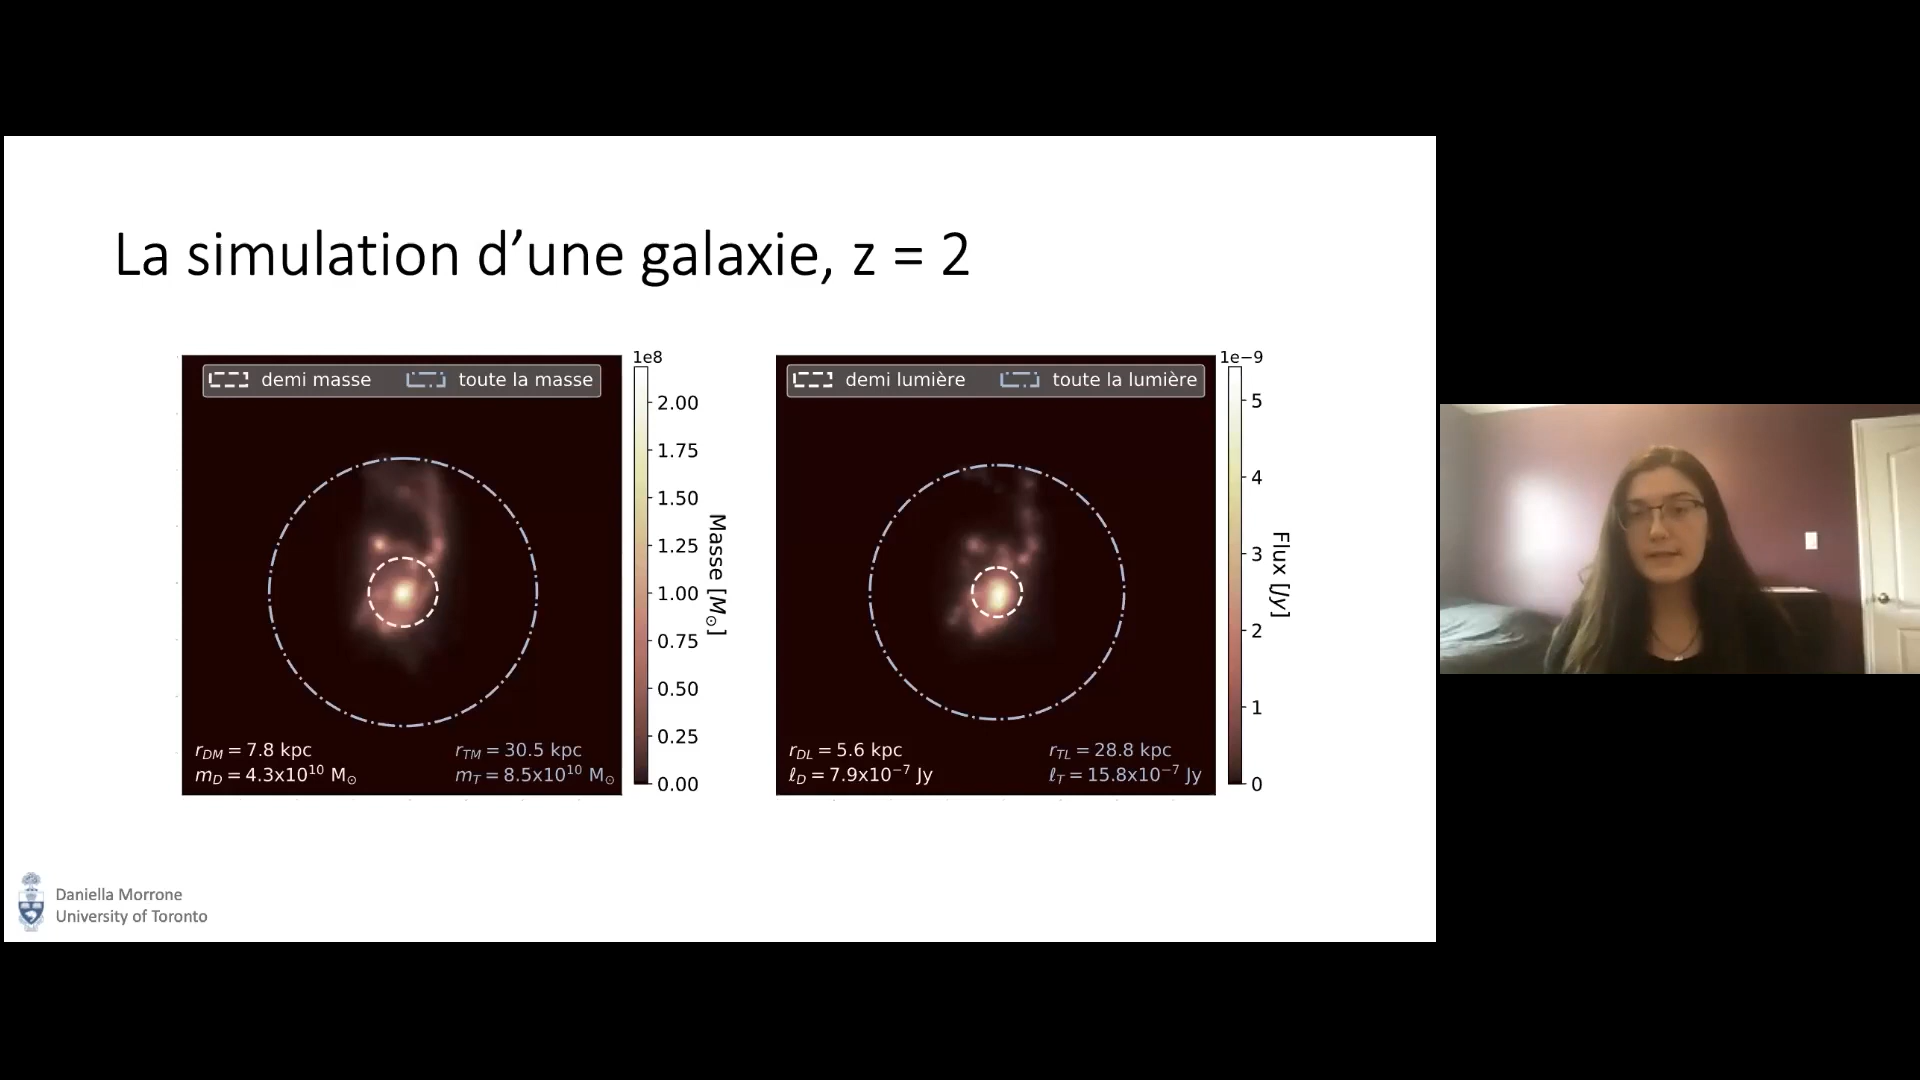 La simulation d’une galaxie, z = 2
demi masse toute la masse
1e8
2.00
1.75
1.50
1.25
1.00
0.75
0.50
0.25
0.00
Masse [M⊙]
r_DM = 7.8 kpc
m_D = 4.3x10^10 M⊙
r_TM = 30.5 kpc
m_T = 8.5x10^10 M⊙
demi lumière toute la lumière
1e−9
5
4
3
2
1
0
Flux [Jy]
r_DL = 5.6 kpc
ℓ_D = 7.9x10^−7 Jy
r_TL = 28.8 kpc
ℓ_T = 15.8x10^−7 Jy
Daniella Morrone
University of Toronto